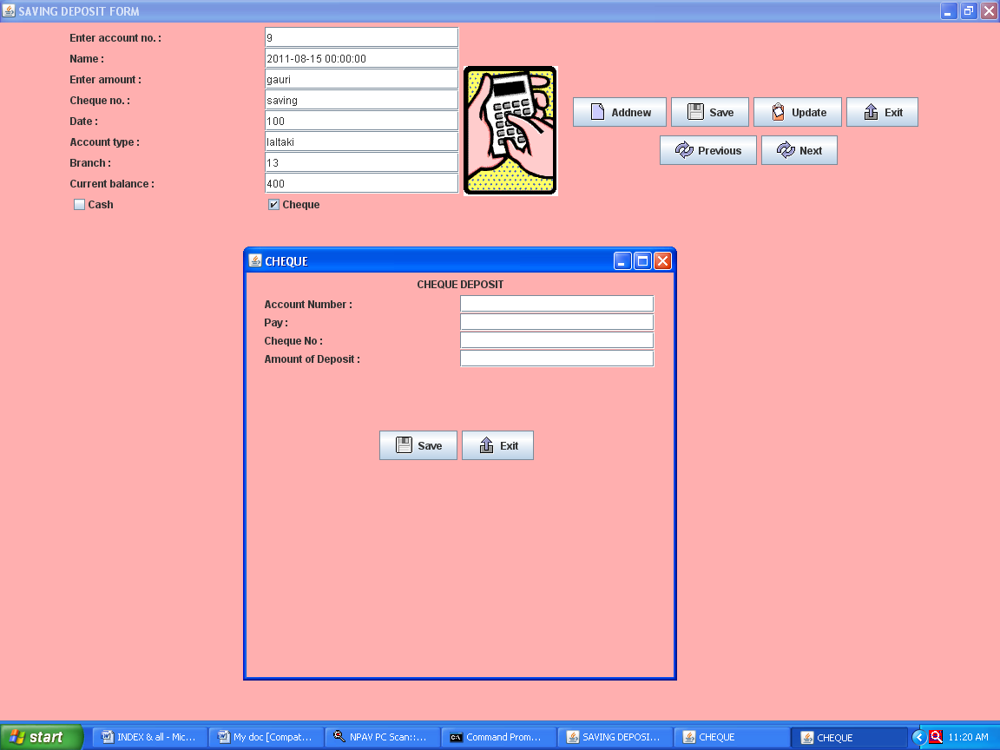 SAVING DEPOSIT FORM
Enter account no. : 9
Name : 2011-08-15 00:00:00
Enter amount : gauri
Cheque no. : saving
Date : 100
Account type : laltaki
Branch : 13
Current balance : 400
Cash Cheque
Addnew Save Update Exit
Previous Next
CHEQUE
CHEQUE DEPOSIT
Account Number :
Pay :
Cheque No :
Amount of Deposit :
Save Exit
start INDEX & all - Mic... My doc [Compat... NPAV PC Scan::... Command Prom... SAVING DEPOSI... CHEQUE CHEQUE 11:20 AM